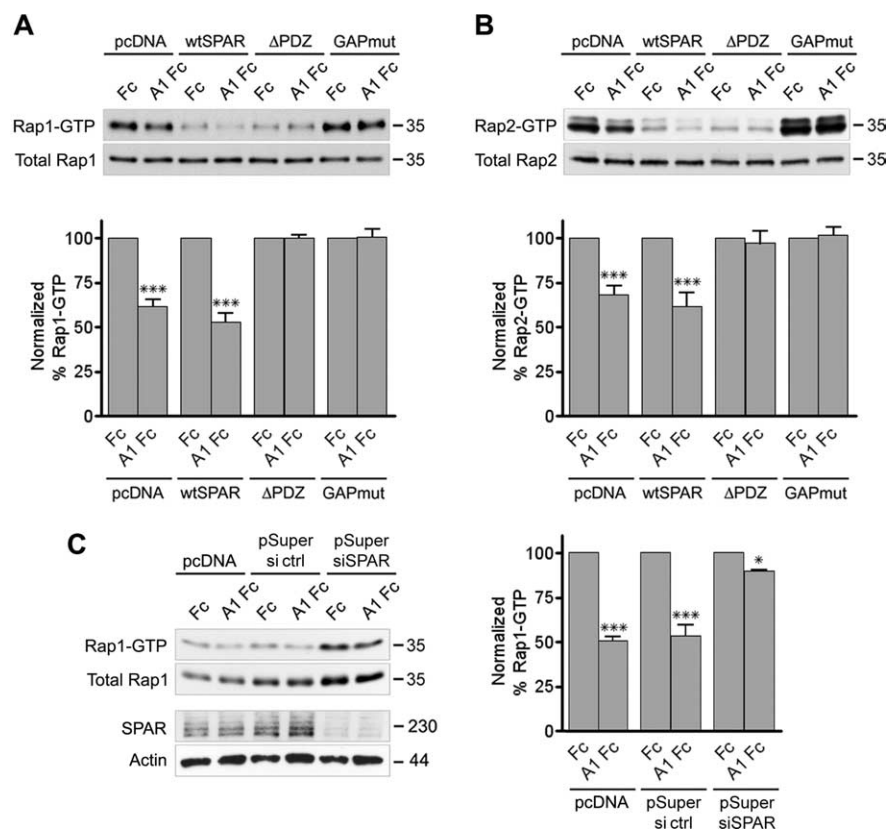 A
pcDNA wtSPAR ΔPDZ GAPmut
Fc A1 Fc Fc A1 Fc Fc A1 Fc Fc A1 Fc
Rap1-GTP 35
Total Rap1 35
Normalized
% Rap1-GTP
100
75
50
25
0
*** ***
Fc A1 Fc Fc A1 Fc Fc A1 Fc Fc A1 Fc
pcDNA wtSPAR ΔPDZ GAPmut
B
pcDNA wtSPAR ΔPDZ GAPmut
Fc A1 Fc Fc A1 Fc Fc A1 Fc Fc A1 Fc
Rap2-GTP 35
Total Rap2 35
Normalized
% Rap2-GTP
100
75
50
25
0
*** ***
Fc A1 Fc Fc A1 Fc Fc A1 Fc Fc A1 Fc
pcDNA wtSPAR ΔPDZ GAPmut
C
pcDNA pSuper si ctrl pSuper siSPAR
Fc A1 Fc Fc A1 Fc Fc A1 Fc
Rap1-GTP 35
Total Rap1 35
SPAR 230
Actin 44
Normalized
% Rap1-GTP
100
75
50
25
0
*** *** *
Fc A1 Fc Fc A1 Fc Fc A1 Fc
pcDNA pSuper si ctrl pSuper siSPAR